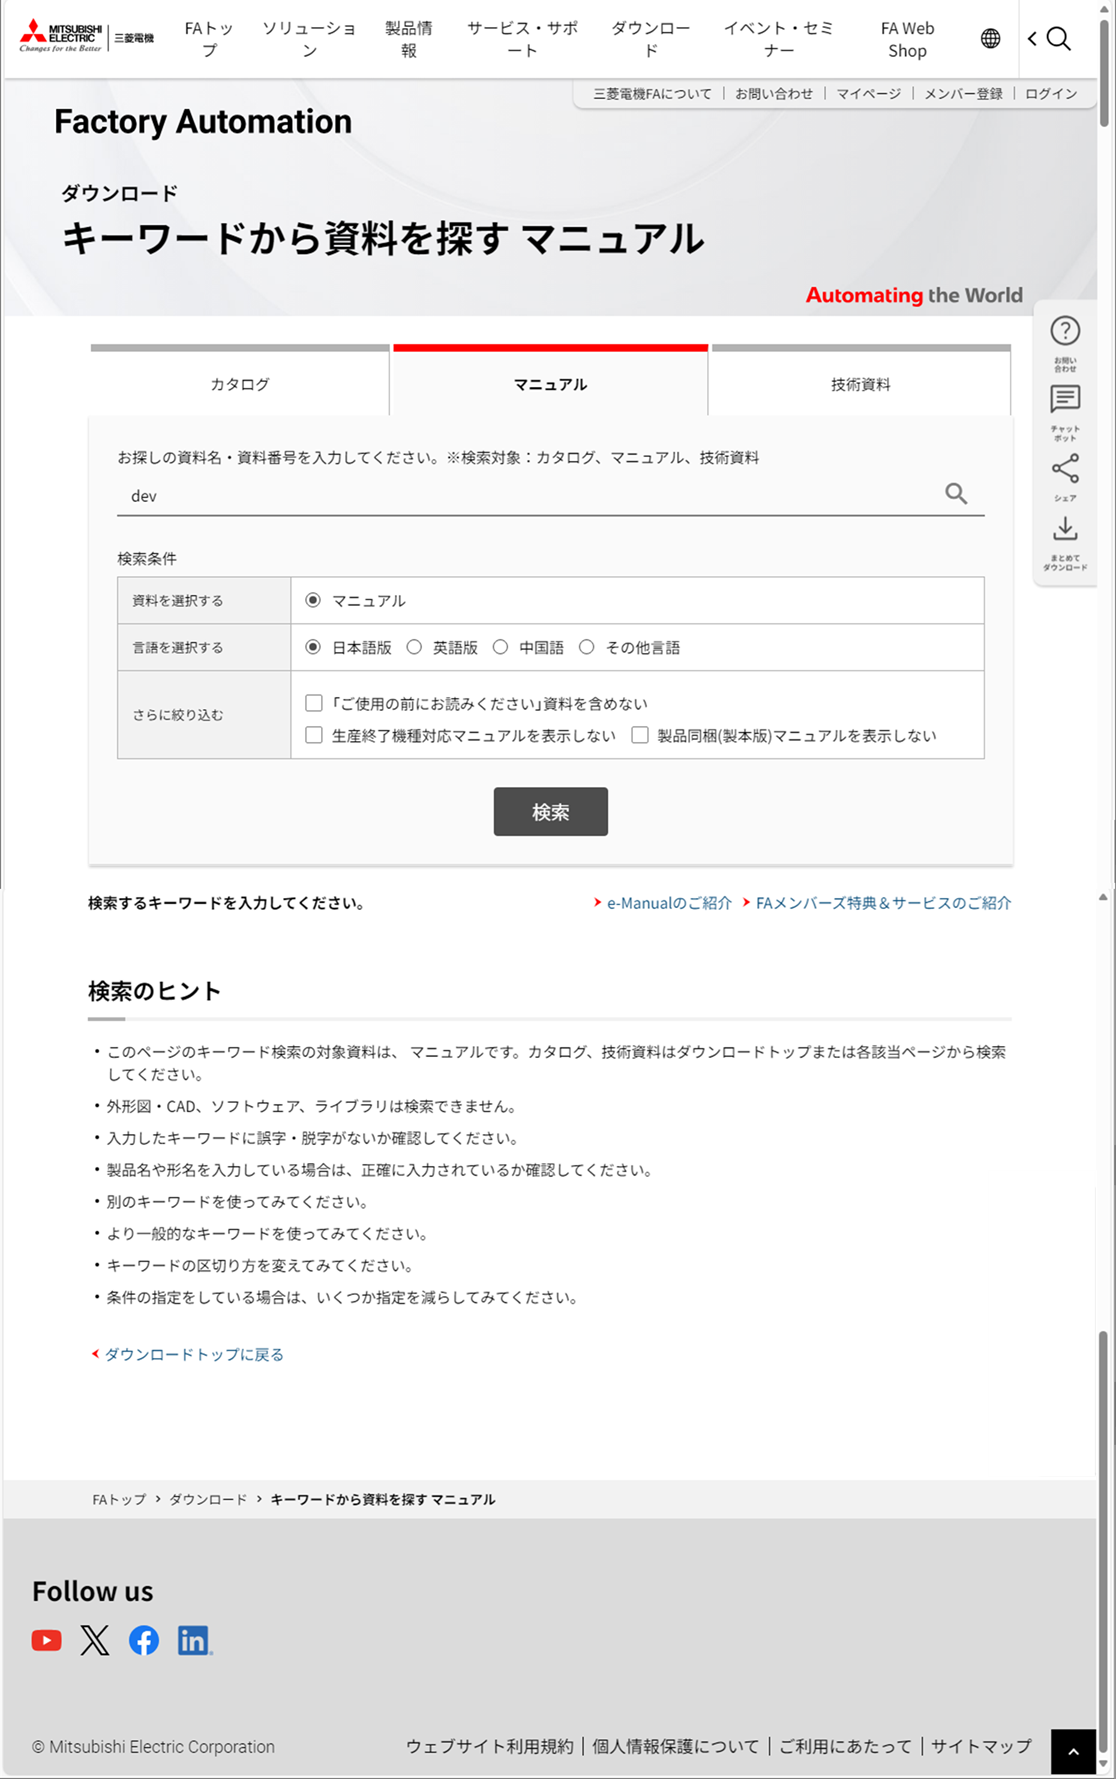 MITSUBISHI ELECTRIC
Changes for the Better
三菱電機
FAトップ
ソリューション
製品情報
サービス・サポート
ダウンロード
イベント・セミナー
FA Web Shop
三菱電機FAについて | お問い合わせ | マイページ | メンバー登録 | ログイン
Factory Automation
ダウンロード
キーワードから資料を探す マニュアル
Automating the World
お問い合わせ
チャットボット
シェア
まとめてダウンロード
カタログ
マニュアル
技術資料
お探しの資料名・資料番号を入力してください。※検索対象：カタログ、マニュアル、技術資料
dev
検索条件
資料を選択する
マニュアル
言語を選択する
日本語版 英語版 中国語 その他言語
さらに絞り込む
「ご使用の前にお読みください」資料を含めない
生産終了機種対応マニュアルを表示しない 製品同梱(製本版)マニュアルを表示しない
検索
検索するキーワードを入力してください。
e-Manualのご紹介 FAメンバーズ特典＆サービスのご紹介
検索のヒント
・このページのキーワード検索の対象資料は、 マニュアルです。カタログ、技術資料はダウンロードトップまたは各該当ページから検索
してください。
・外形図・CAD、ソフトウェア、ライブラリは検索できません。
・入力したキーワードに誤字・脱字がないか確認してください。
・製品名や形名を入力している場合は、正確に入力されているか確認してください。
・別のキーワードを使ってみてください。
・より一般的なキーワードを使ってみてください。
・キーワードの区切り方を変えてみてください。
・条件の指定をしている場合は、いくつか指定を減らしてみてください。
ダウンロードトップに戻る
FAトップ › ダウンロード › キーワードから資料を探す マニュアル
Follow us
in
© Mitsubishi Electric Corporation
ウェブサイト利用規約 | 個人情報保護について | ご利用にあたって | サイトマップ